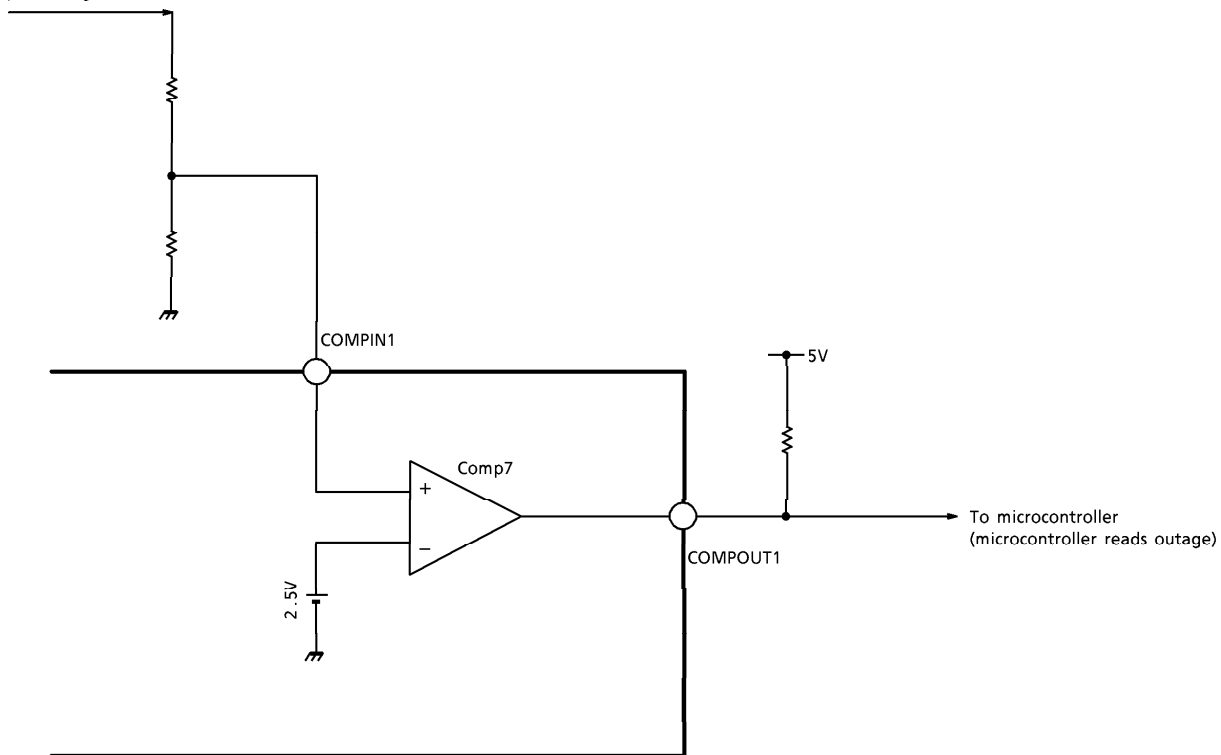 COMPIN1
5V
Comp7
+
−
2.5V
COMPOUT1
To microcontroller
(microcontroller reads outage)